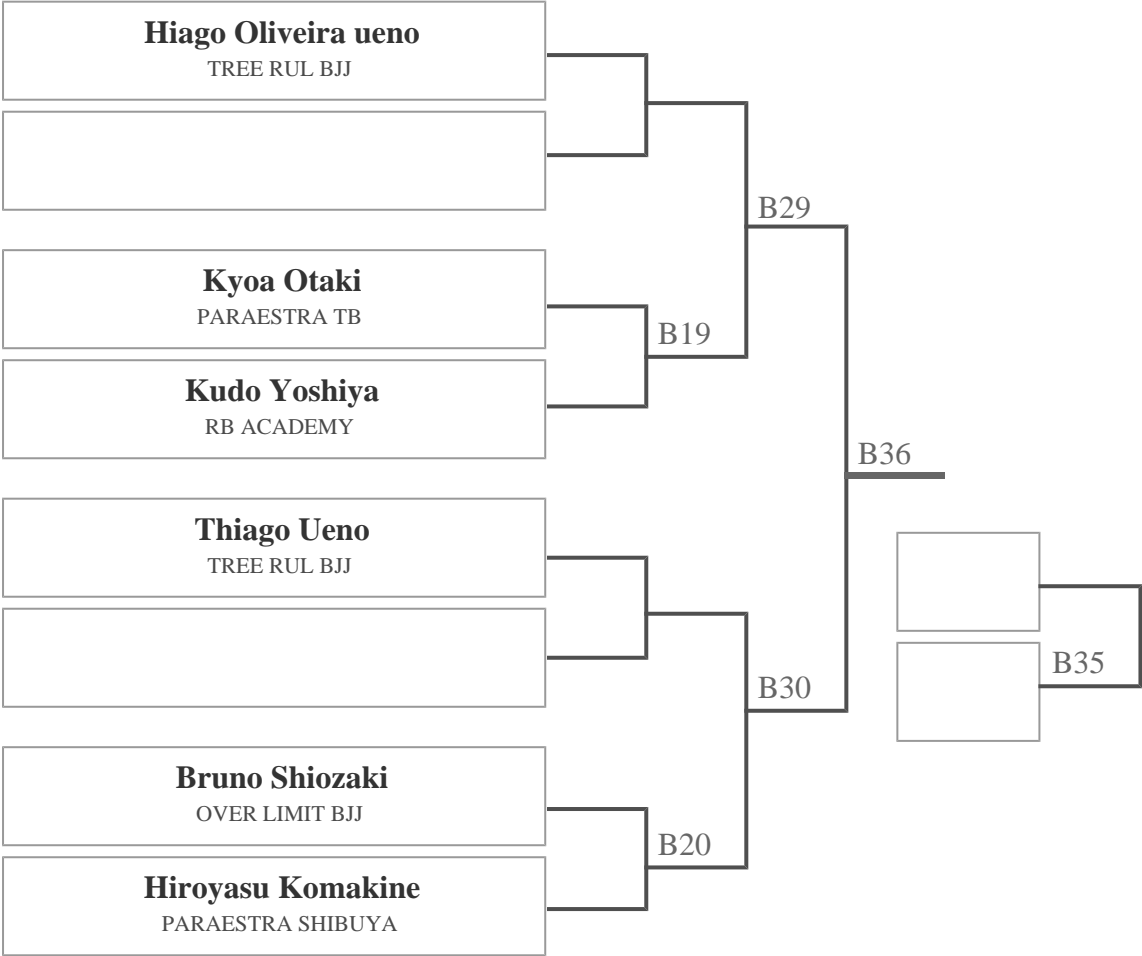 Hiago Oliveira ueno
TREE RUL BJJ
B29
Kyoa Otaki
PARAESTRA TB
B19
Kudo Yoshiya
RB ACADEMY
B36
Thiago Ueno
TREE RUL BJJ
B35
B30
Bruno Shiozaki
OVER LIMIT BJJ
B20
Hiroyasu Komakine
PARAESTRA SHIBUYA